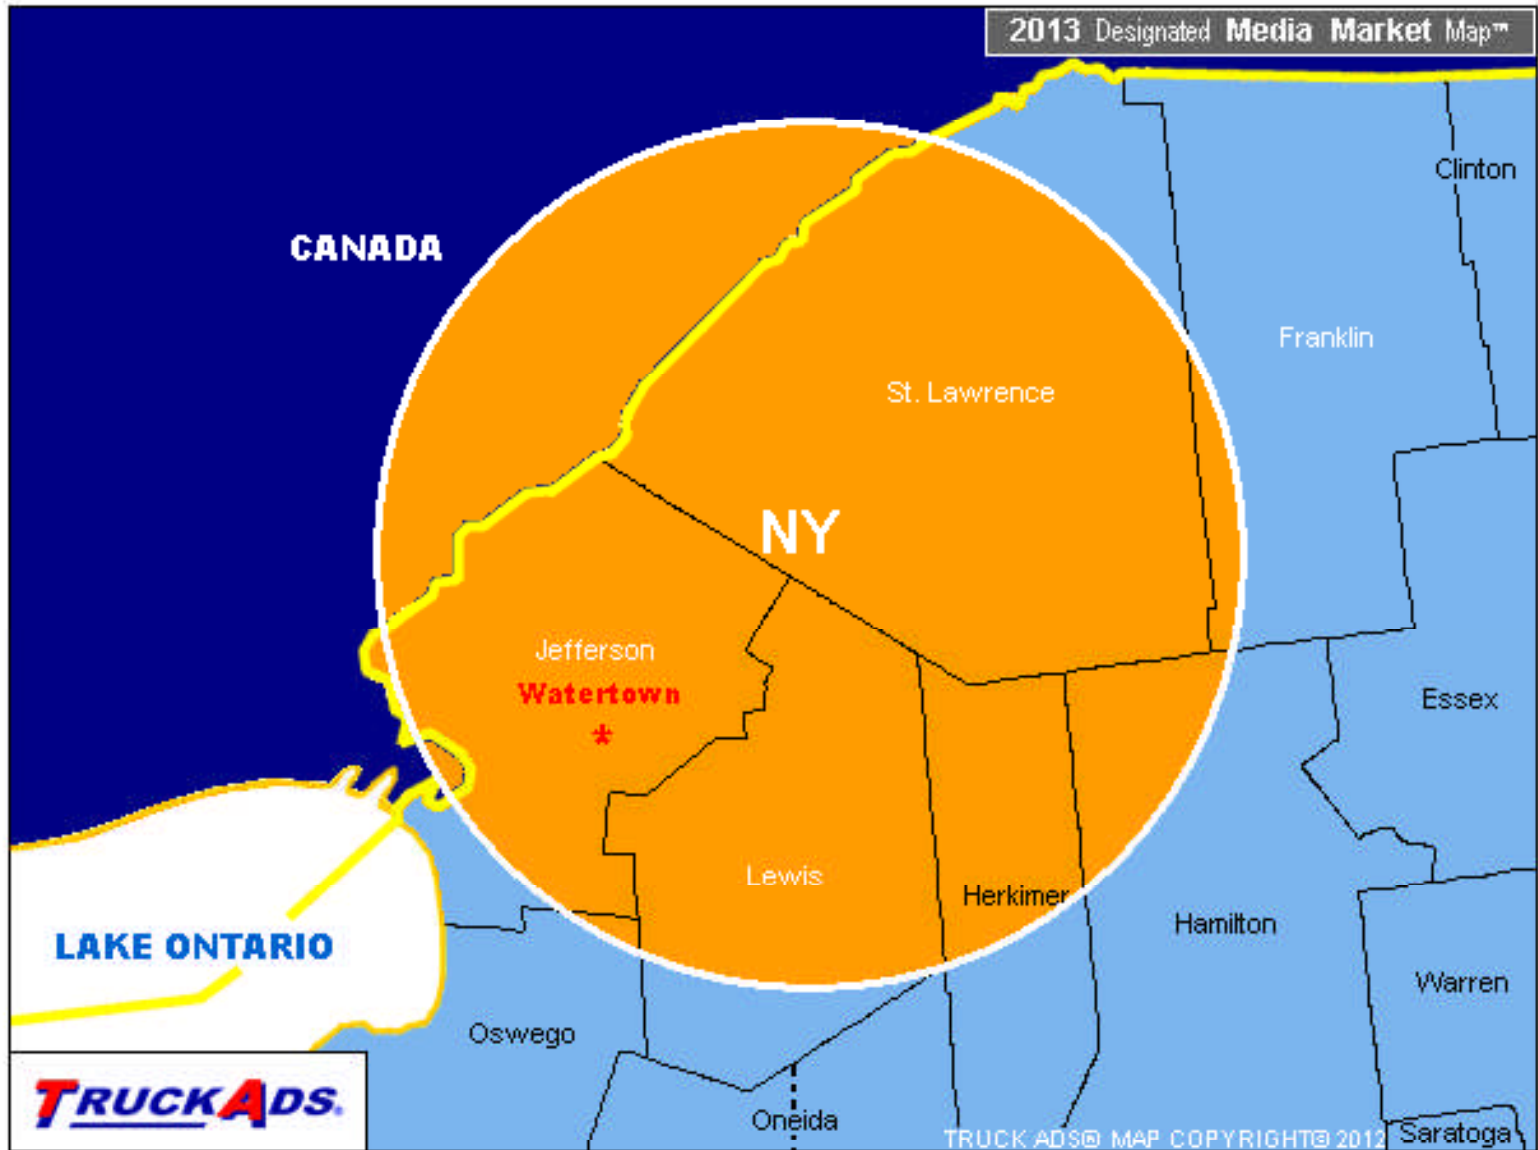 2013 Designated Media Market Map™
Clinton
CANADA
Franklin
St. Lawrence
NY
Jefferson
Watertown
*
Essex
Lewis
Herkimer
Hamilton
LAKE ONTARIO
Warren
Oswego
TRUCKADS®
Oneida
TRUCK ADS® MAP COPYRIGHT© 2012
Saratoga